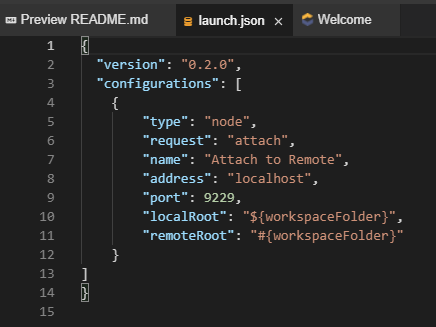 Preview README.md launch.json × Welcome
1 {
2 "version": "0.2.0",
3 "configurations": [
4 {
5 "type": "node",
6 "request": "attach",
7 "name": "Attach to Remote",
8 "address": "localhost",
9 "port": 9229,
10 "localRoot": "${workspaceFolder}",
11 "remoteRoot": "#{workspaceFolder}"
12 }
13 ]
14 }
15